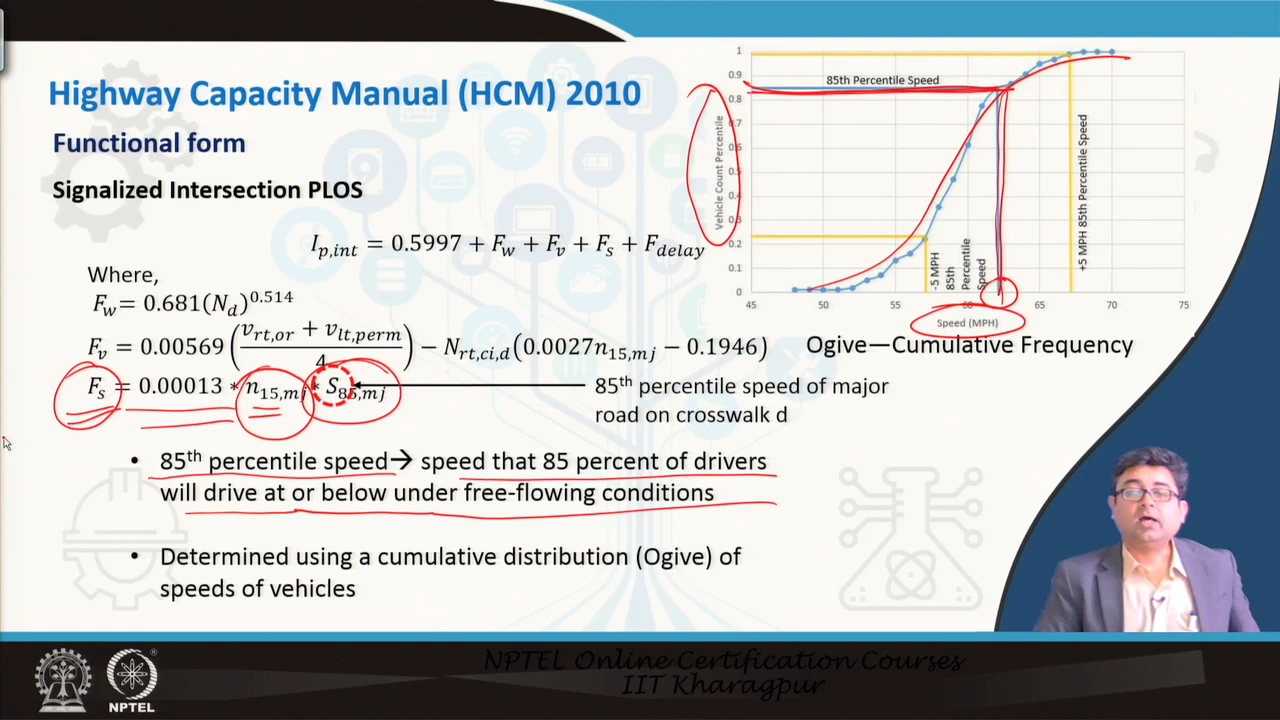 Highway Capacity Manual (HCM) 2010
Functional form
Signalized Intersection PLOS
I_{p,int} = 0.5997 + F_w + F_v + F_s + F_{delay}
Where,
F_w = 0.681(N_d)^{0.514}
F_v = 0.00569 ((v_{rt,or} + v_{lt,perm}) / 4) − N_{rt,ci,d}(0.0027n_{15,mj} − 0.1946)
F_s = 0.00013 * n_{15,mj} * S_{85,mj}
85th percentile speed of major
road on crosswalk d
• 85th percentile speed→ speed that 85 percent of drivers
will drive at or below under free-flowing conditions
• Determined using a cumulative distribution (Ogive) of
speeds of vehicles
Vehicle Count Percentile
1
0.9
0.8
0.7
0.6
0.5
0.4
0.3
0.2
0.1
0
85th Percentile Speed
-5 MPH
85th
Percentile
Speed
+5 MPH 85th Percentile Speed
45 50 55 60 65 70 75
Speed (MPH)
Ogive—Cumulative Frequency
NPTEL Online Certification Courses
IIT Kharagpur
NPTEL